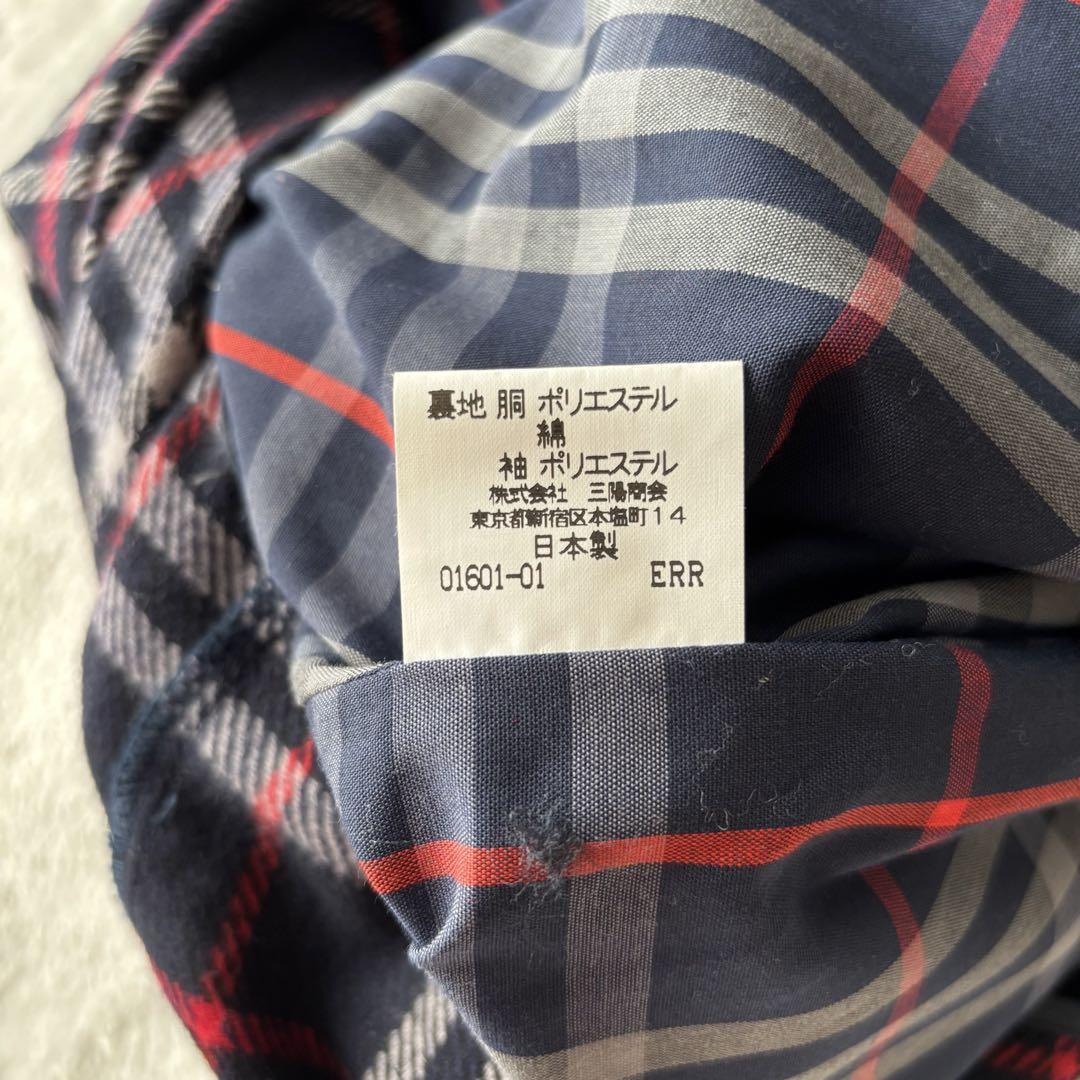 裏地 胴 ポリエステル
綿
袖 ポリエステル
株式会社 三陽商会
東京都新宿区本塩町14
日本製
01601-01 ERR